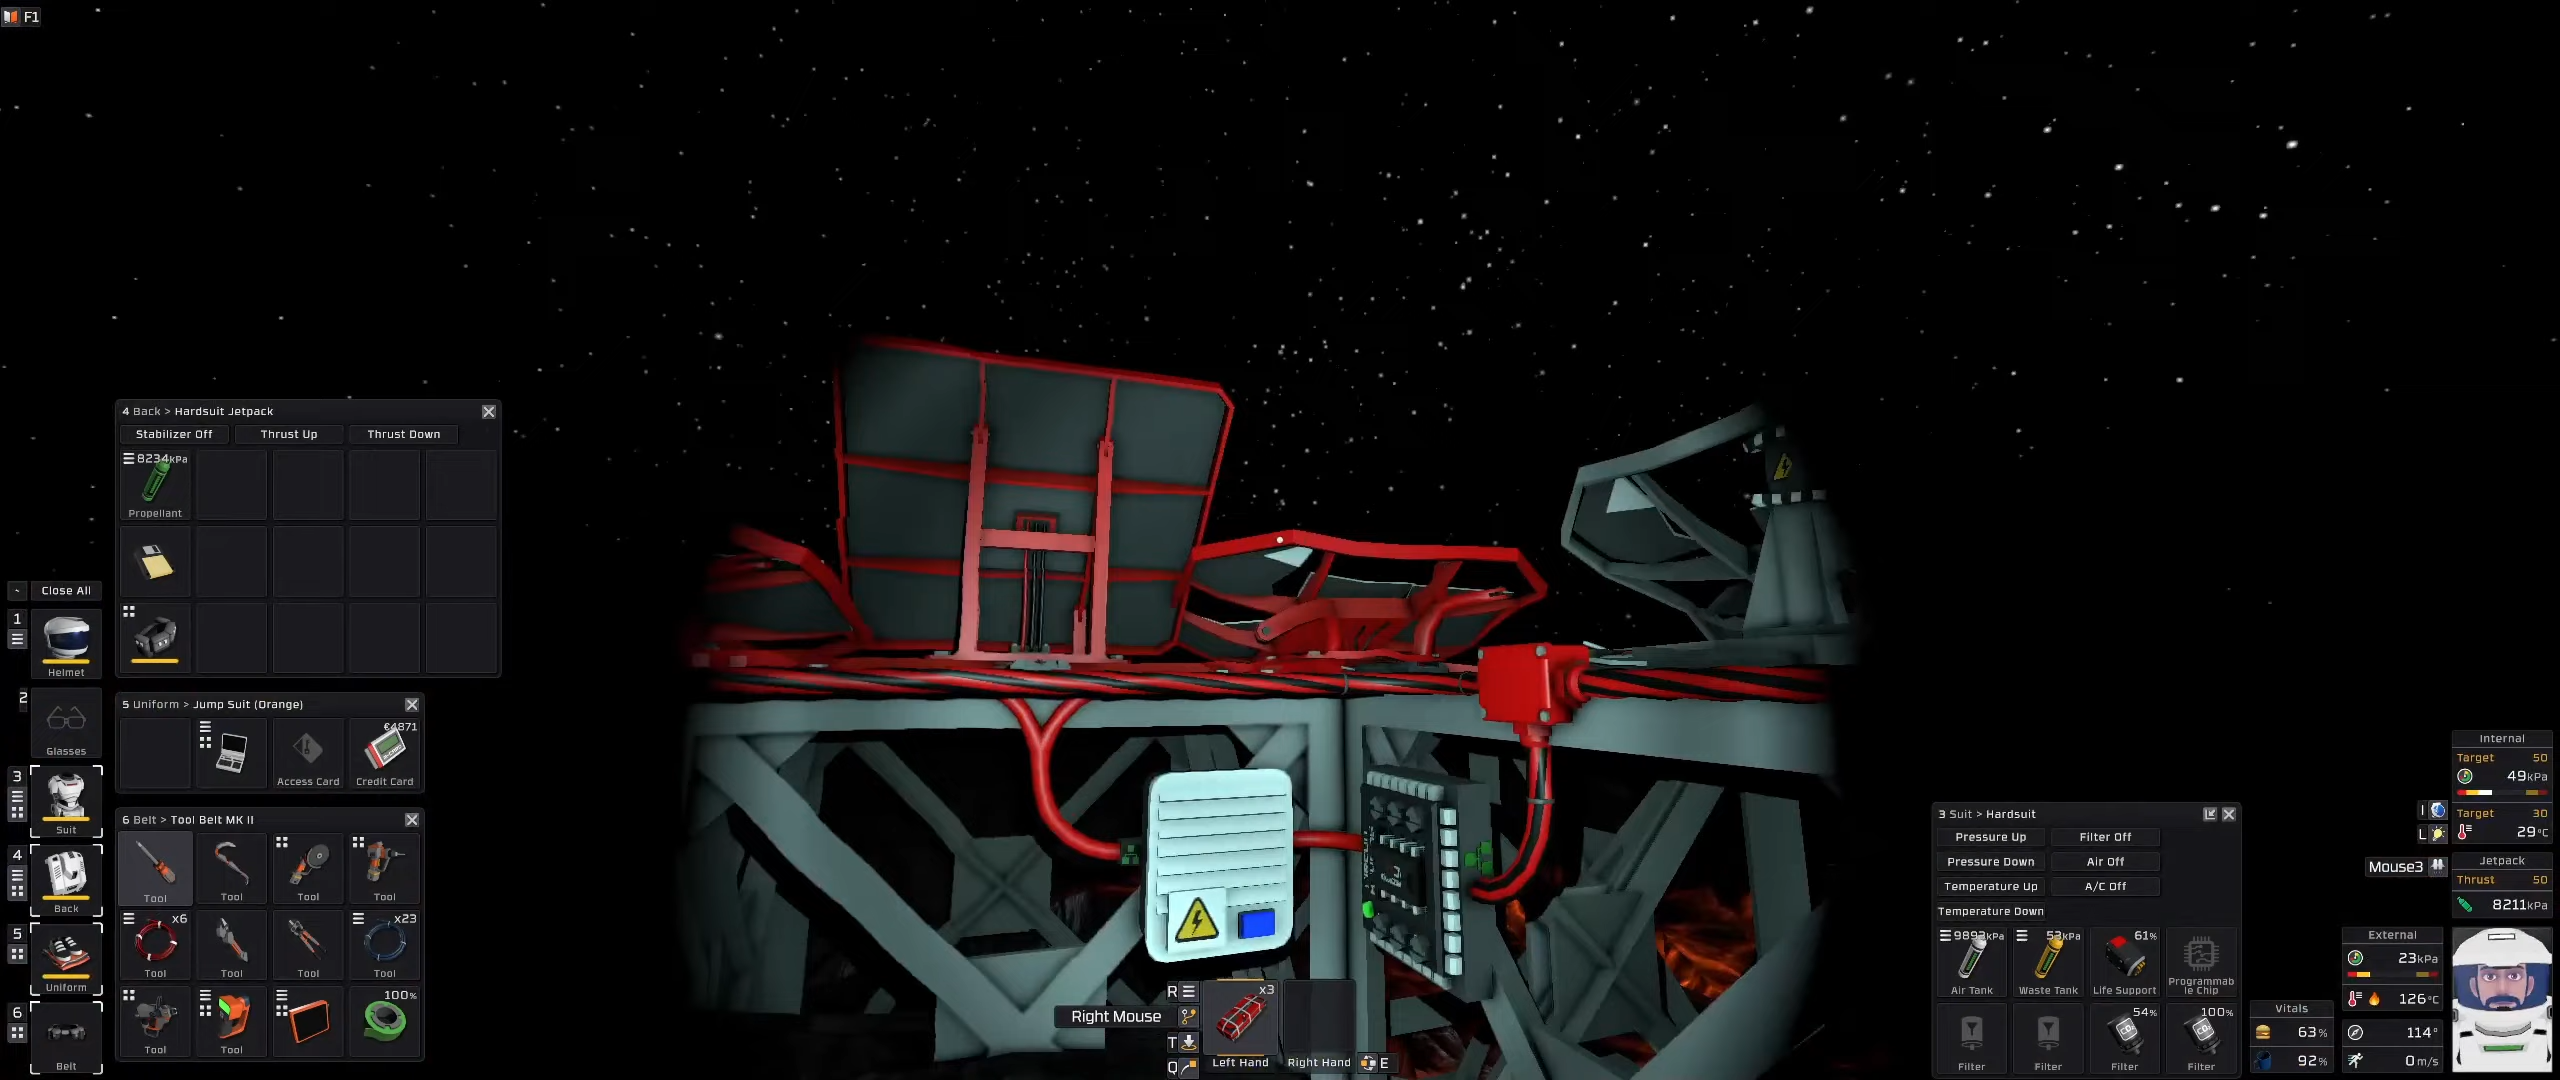 F1
4 Back > Hardsuit Jetpack
Stabilizer Off
Thrust Up
Thrust Down
8234kPa
Propellant
~
Close All
1
Helmet
2
Glasses
3
Suit
4
Back
5
Uniform
6
Belt
5 Uniform > Jump Suit (Orange)
€4871
Access Card
Credit Card
6 Belt > Tool Belt MK II
Tool
Tool
Tool
Tool
x6
x23
Tool
Tool
Tool
Tool
100%
Tool
Tool
R
Right Mouse
T
Q
x3
Left Hand
Right Hand
E
3 Suit > Hardsuit
Pressure Up
Filter Off
Pressure Down
Air Off
Temperature Up
A/C Off
Temperature Down
53kPa
61%
Air Tank
Waste Tank
Life Support
Programmab
le Chip
54%
100%
Filter
Filter
Filter
Filter
Internal
Target 50
I
49kPa
Target 30
L
29°C
Mouse3
Jetpack
Thrust 50
8211kPa
External
23kPa
126°C
114°
0m/s
Vitals
63%
92%